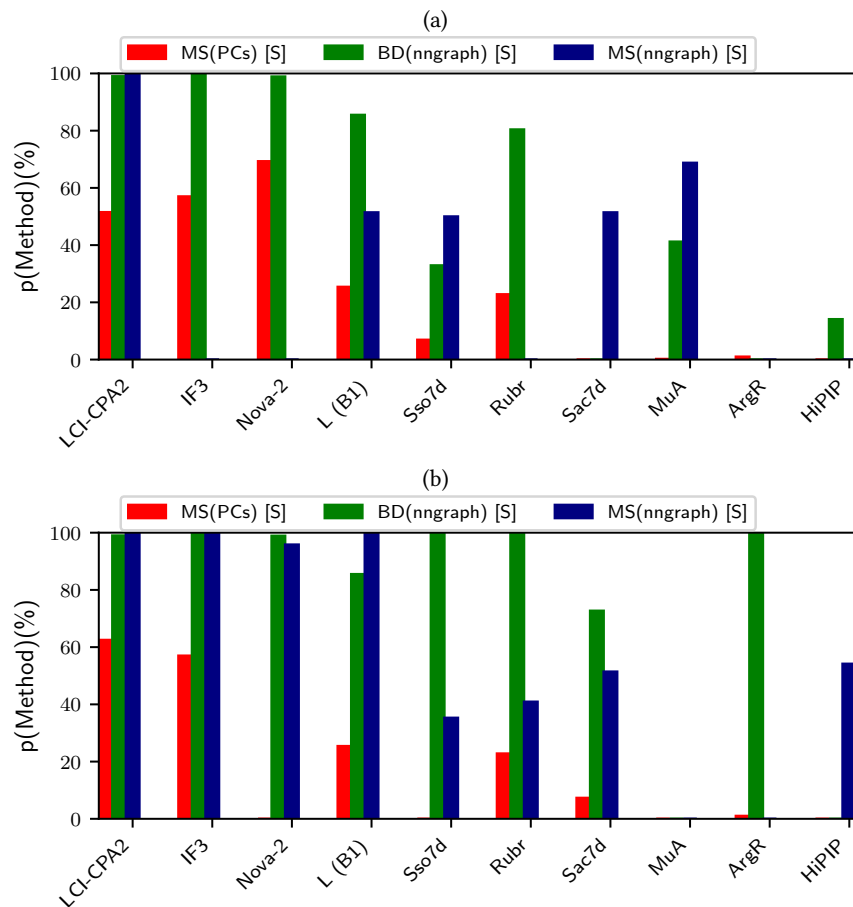 (a)
MS(PCs) [S] BD(nngraph) [S] MS(nngraph) [S]
p(Method)(%)
100
80
60
40
20
0
LCI-CPA2 IF3 Nova-2 L (B1) Sso7d Rubr Sac7d MuA ArgR HiPIP
(b)
MS(PCs) [S] BD(nngraph) [S] MS(nngraph) [S]
p(Method)(%)
100
80
60
40
20
0
LCI-CPA2 IF3 Nova-2 L (B1) Sso7d Rubr Sac7d MuA ArgR HiPIP